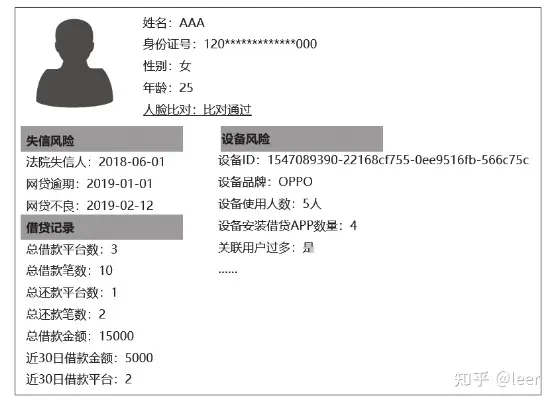 姓名：AAA
身份证号：120*************000
性别：女
年龄：25
人脸比对：比对通过
失信风险
法院失信人：2018-06-01
网贷逾期：2019-01-01
网贷不良：2019-02-12
借贷记录
总借款平台数：3
总借款笔数：10
总还款平台数：1
总还款笔数：2
总借款金额：15000
近30日借款金额：5000
近30日借款平台：2
设备风险
设备ID：1547089390-22168cf755-0ee9516fb-566c75c
设备品牌：OPPO
设备使用人数：5人
设备安装借贷APP数量：4
关联用户过多：是
......
知乎 @leer